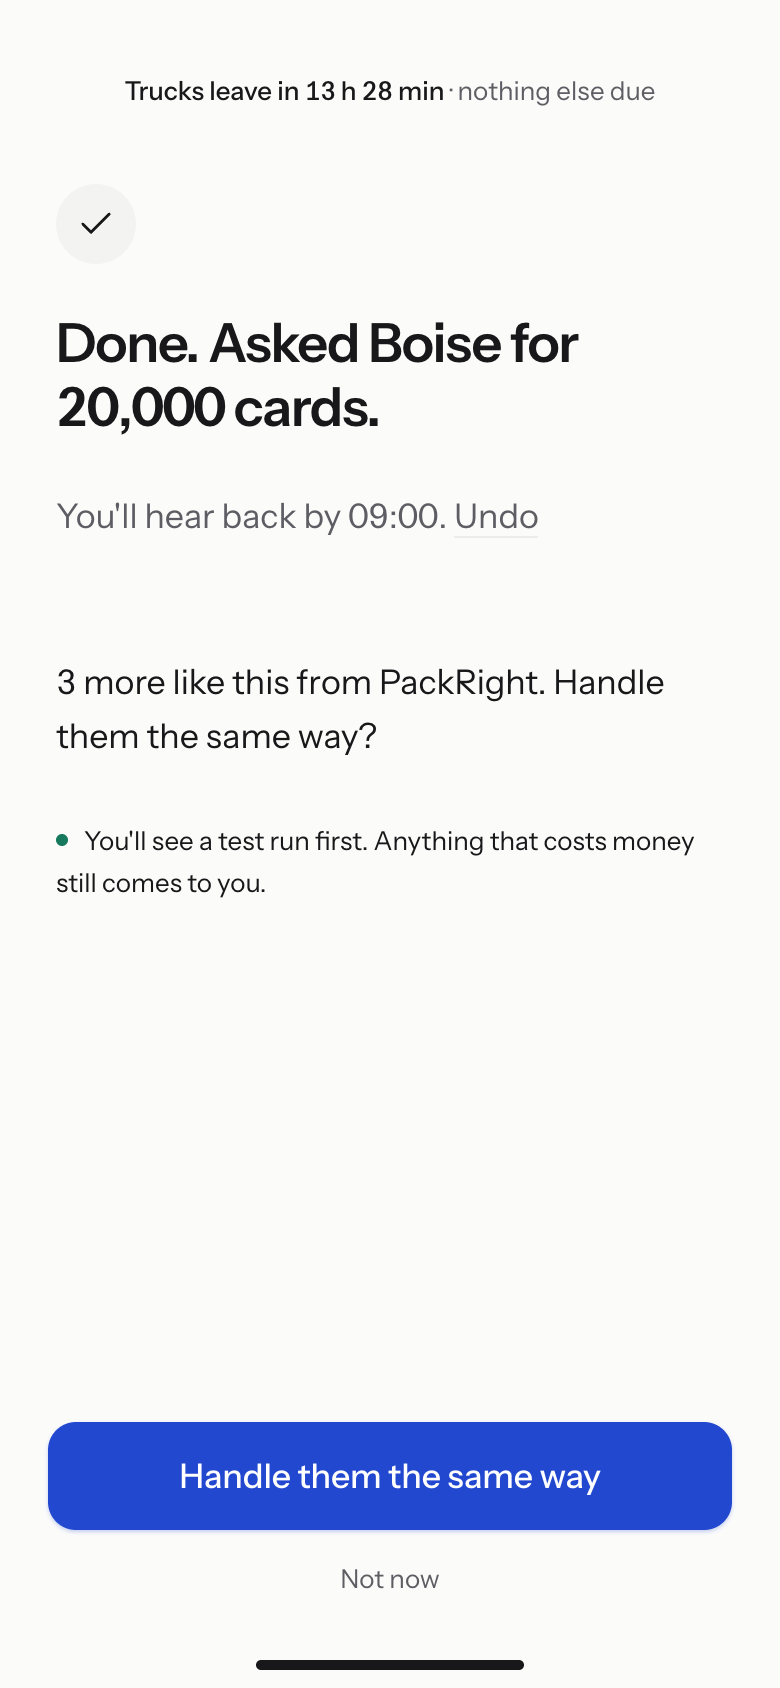 Trucks leave in 13 h 28 min · nothing else due
Done. Asked Boise for
20,000 cards.
You'll hear back by 09:00. Undo
3 more like this from PackRight. Handle
them the same way?
You'll see a test run first. Anything that costs money
still comes to you.
Handle them the same way
Not now